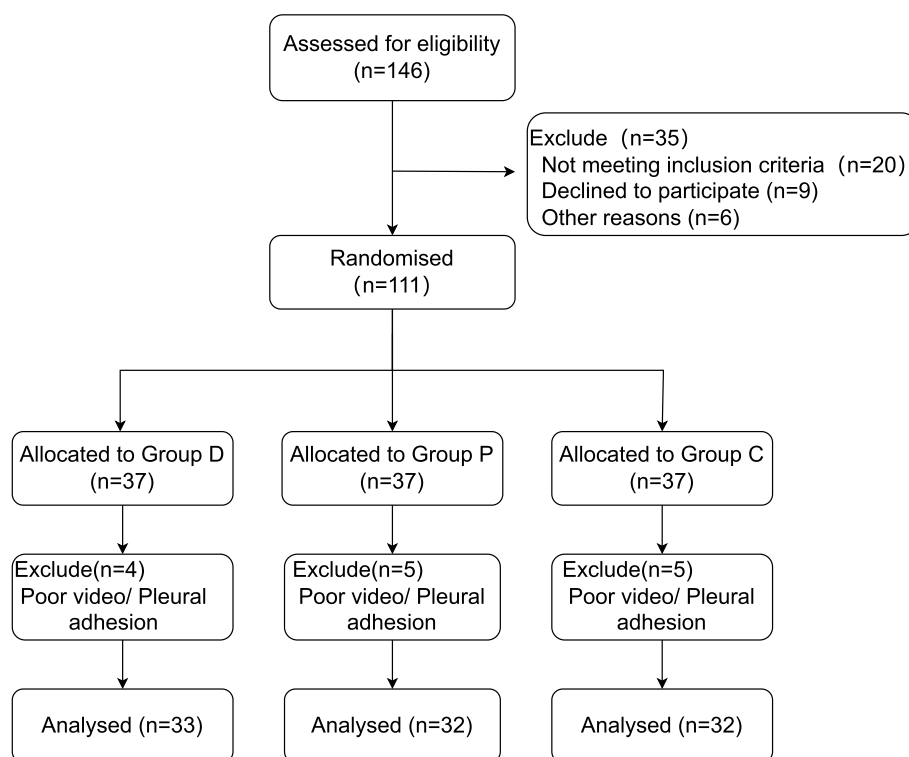 Assessed for eligibility
(n=146)
Exclude (n=35)
Not meeting inclusion criteria (n=20)
Declined to participate (n=9)
Other reasons (n=6)
Randomised
(n=111)
Allocated to Group D
(n=37)
Allocated to Group P
(n=37)
Allocated to Group C
(n=37)
Exclude(n=4)
Poor video/ Pleural
adhesion
Exclude(n=5)
Poor video/ Pleural
adhesion
Exclude(n=5)
Poor video/ Pleural
adhesion
Analysed (n=33)
Analysed (n=32)
Analysed (n=32)